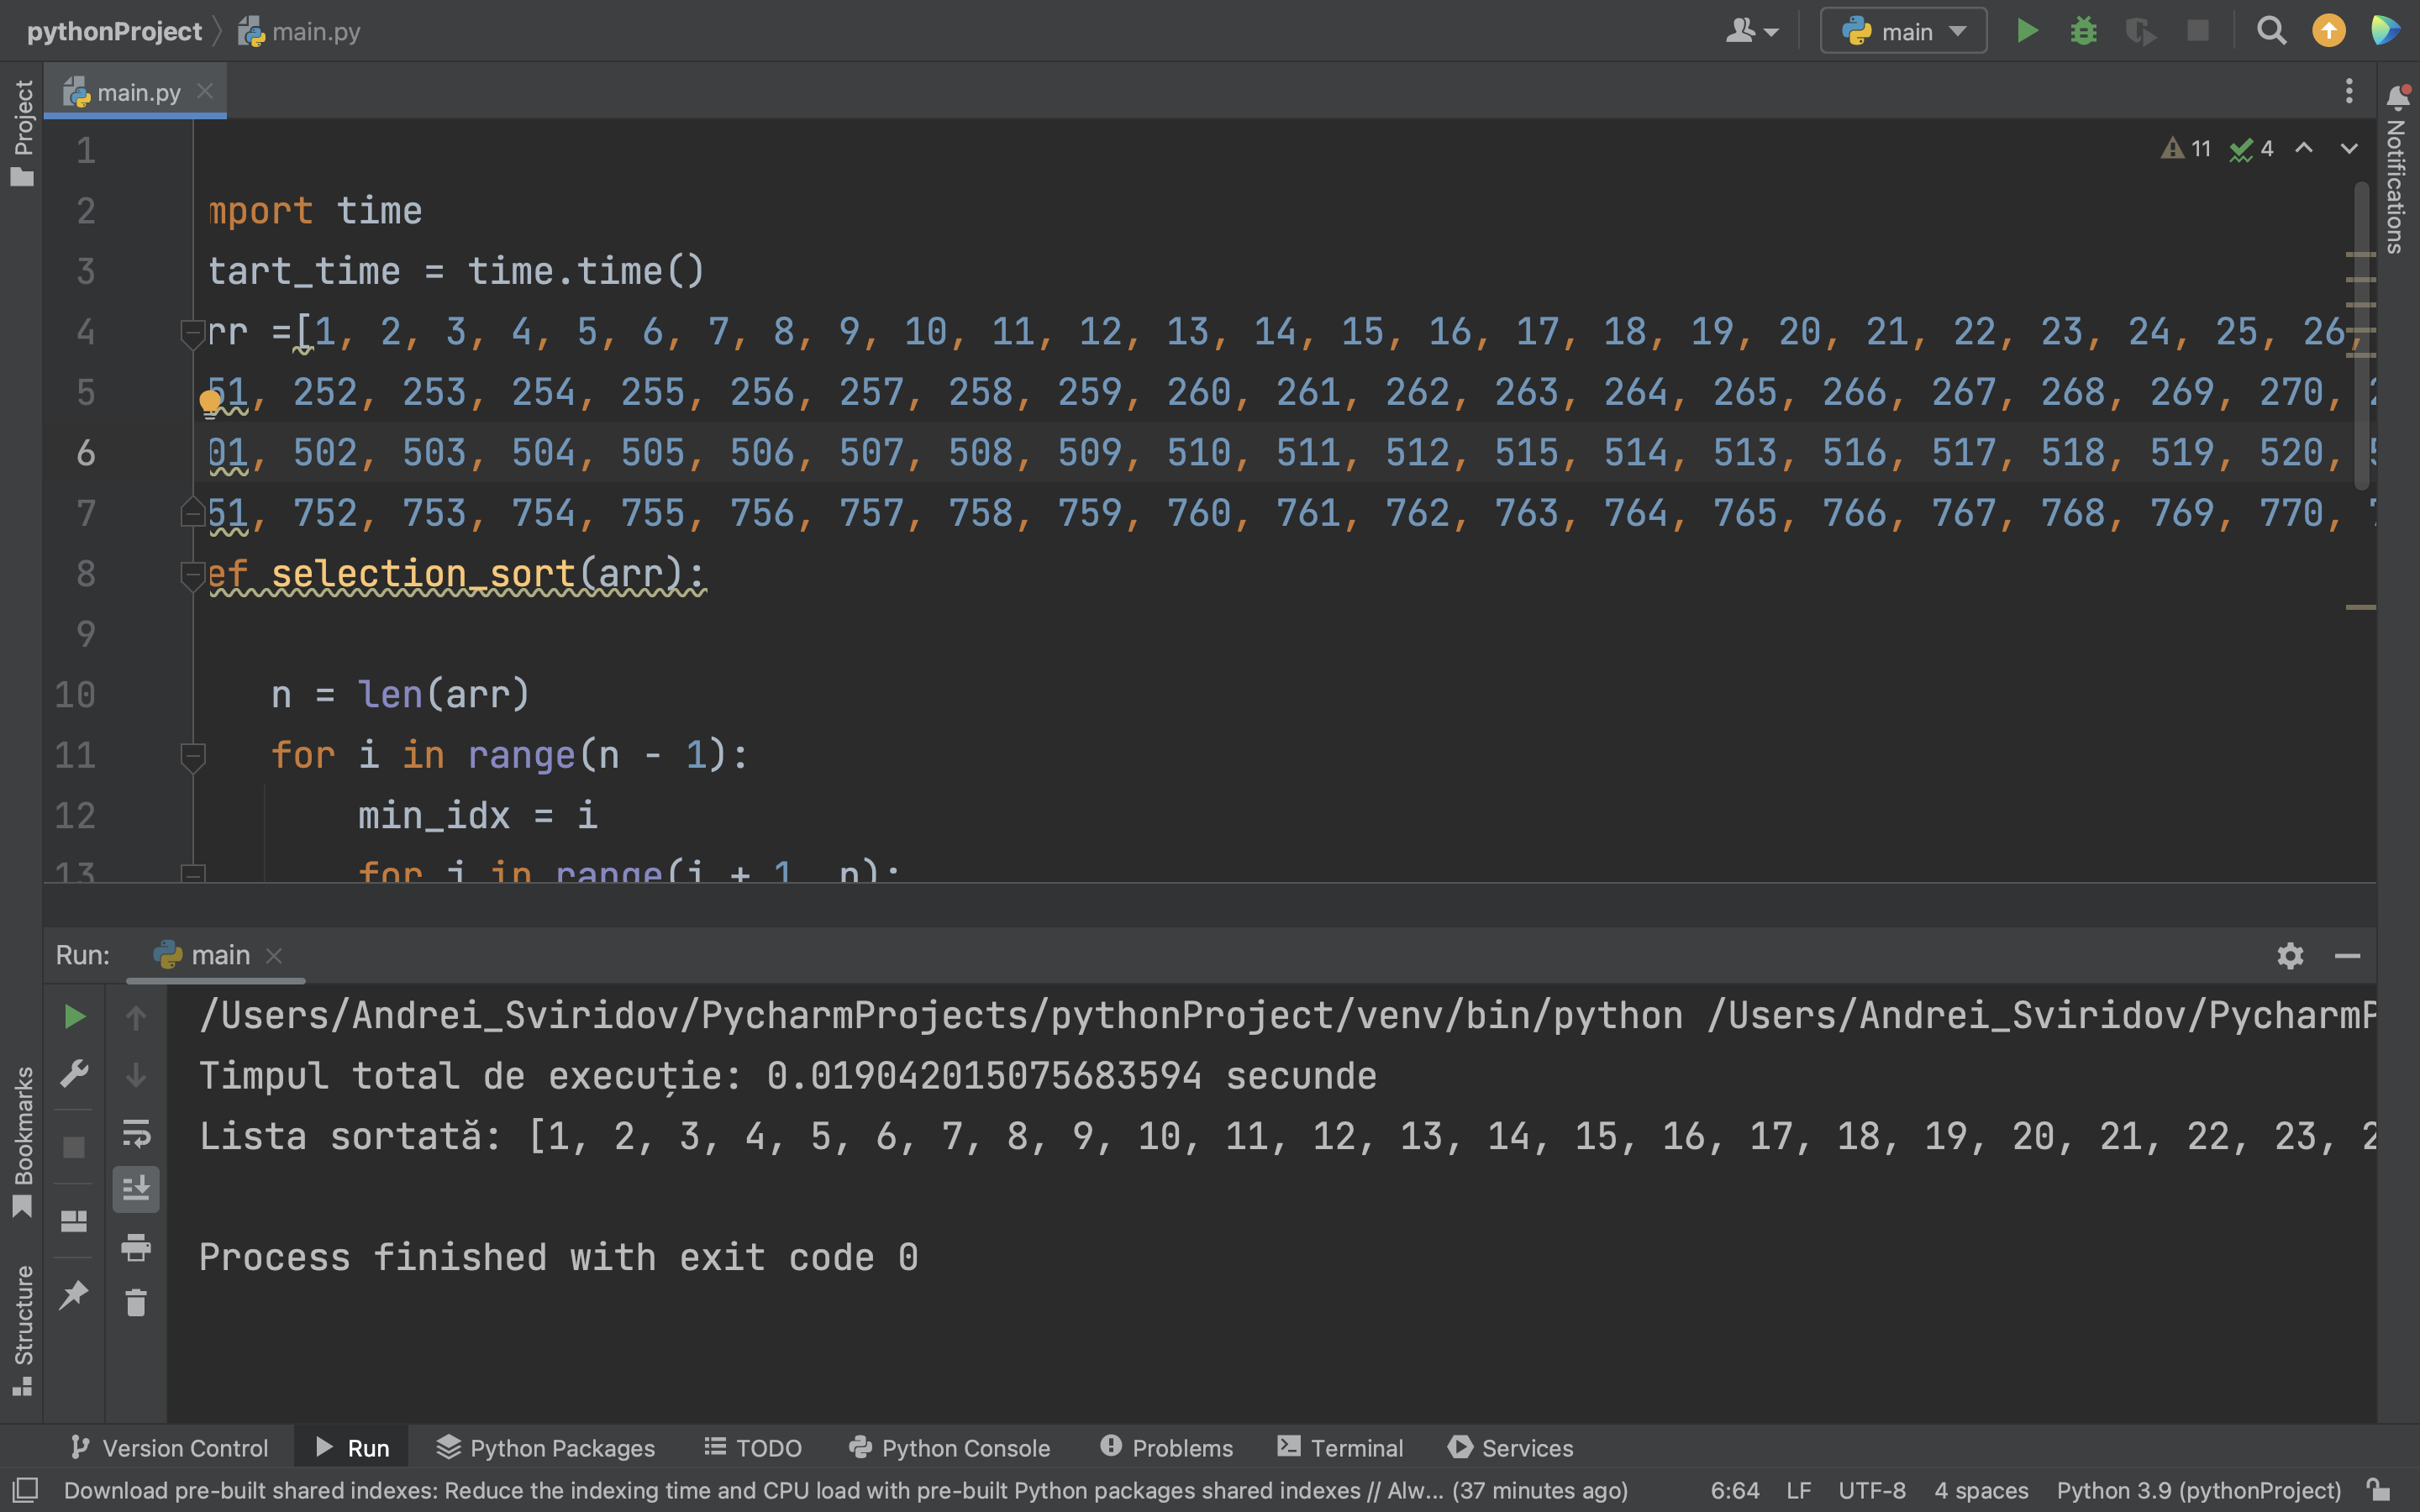 pythonProject main.py
main
main.py
Project
Notifications
11 4
1
2 mport time
3 tart_time = time.time()
4 rr =[1, 2, 3, 4, 5, 6, 7, 8, 9, 10, 11, 12, 13, 14, 15, 16, 17, 18, 19, 20, 21, 22, 23, 24, 25, 26,
5 51, 252, 253, 254, 255, 256, 257, 258, 259, 260, 261, 262, 263, 264, 265, 266, 267, 268, 269, 270,
6 01, 502, 503, 504, 505, 506, 507, 508, 509, 510, 511, 512, 515, 514, 513, 516, 517, 518, 519, 520,
7 51, 752, 753, 754, 755, 756, 757, 758, 759, 760, 761, 762, 763, 764, 765, 766, 767, 768, 769, 770,
8 ef selection_sort(arr):
9
10 n = len(arr)
11 for i in range(n - 1):
12 min_idx = i
13 for j in range(i + 1, n):
Run: main
/Users/Andrei_Sviridov/PycharmProjects/pythonProject/venv/bin/python /Users/Andrei_Sviridov/PycharmP
Timpul total de execuție: 0.019042015075683594 secunde
Lista sortată: [1, 2, 3, 4, 5, 6, 7, 8, 9, 10, 11, 12, 13, 14, 15, 16, 17, 18, 19, 20, 21, 22, 23, 2
Process finished with exit code 0
Bookmarks
Structure
Version Control Run Python Packages TODO Python Console Problems Terminal Services
Download pre-built shared indexes: Reduce the indexing time and CPU load with pre-built Python packages shared indexes // Alw... (37 minutes ago) 6:64 LF UTF-8 4 spaces Python 3.9 (pythonProject)